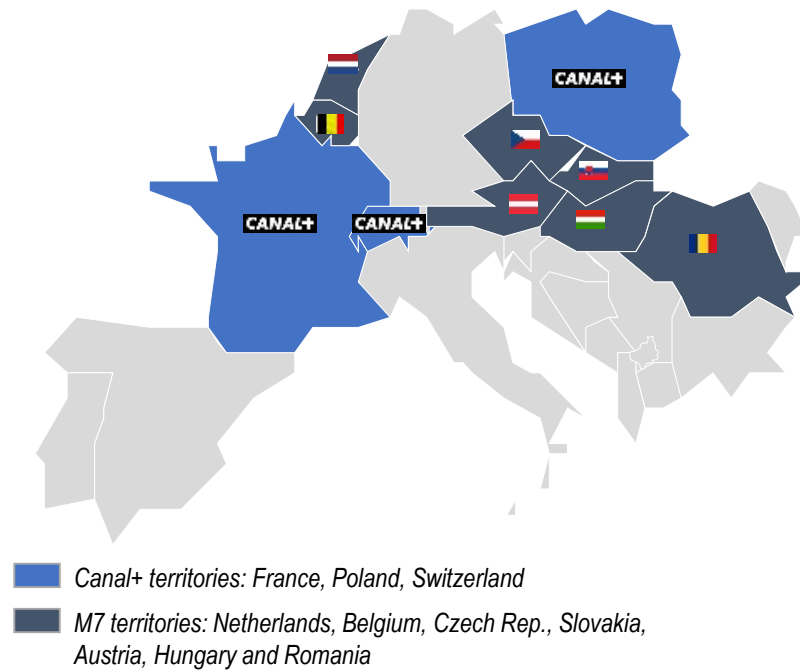 CANAL+
CANAL+
CANAL+
Canal+ territories: France, Poland, Switzerland
M7 territories: Netherlands, Belgium, Czech Rep., Slovakia,
Austria, Hungary and Romania